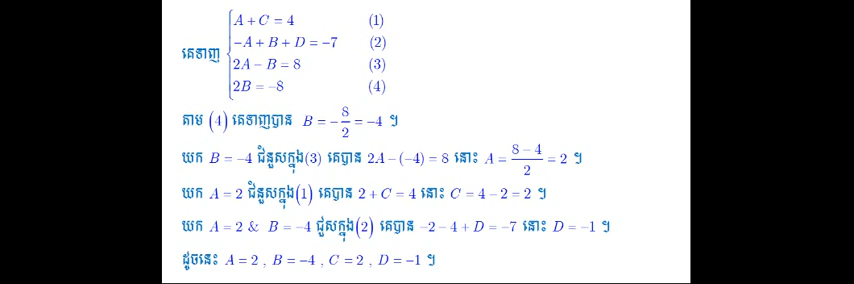 គេទាញ
A + C = 4 (1)
−A + B + D = −7 (2)
2A − B = 8 (3)
2B = −8 (4)
តាម (4) គេទាញបាន B = −8/2 = −4 ។
យក B = −4 ជំនួសក្នុង(3) គេបាន 2A − (−4) = 8 នោះ A = (8 − 4)/2 = 2 ។
យក A = 2 ជំនួសក្នុង(1) គេបាន 2 + C = 4 នោះ C = 4 − 2 = 2 ។
យក A = 2 & B = −4 ជួសក្នុង(2) គេបាន −2 − 4 + D = −7 នោះ D = −1 ។
ដូចនេះ A = 2 , B = −4 , C = 2 , D = −1 ។